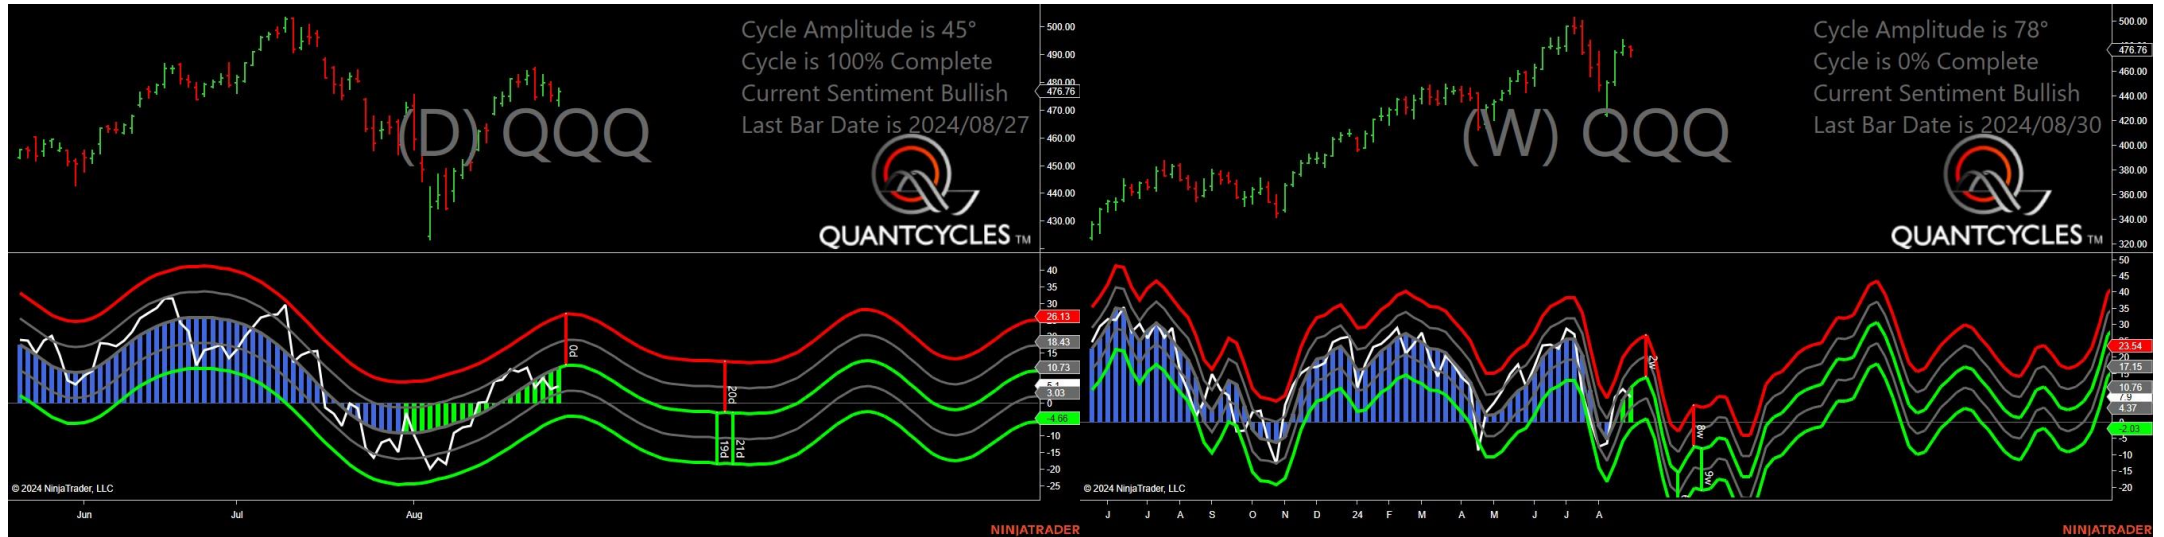 Cycle Amplitude is 45°
Cycle is 100% Complete
Current Sentiment Bullish
Last Bar Date is 2024/08/27
(D) QQQ
QUANTCYCLES TM
500.00
490.00
480.00
476.76
470.00
460.00
450.00
440.00
430.00
40
35
30
26.13
18.43
15
10.73
5.1
3.03
0
-4.66
-10
-15
-20
-25
0d
20d
19d
21d
© 2024 NinjaTrader, LLC
Jun
Jul
Aug
NINJATRADER
Cycle Amplitude is 78°
Cycle is 0% Complete
Current Sentiment Bullish
Last Bar Date is 2024/08/30
(W) QQQ
QUANTCYCLES TM
500.00
476.76
460.00
440.00
420.00
400.00
380.00
360.00
340.00
320.00
50
40
35
30
23.54
20
17.15
10.76
7.9
4.37
-2.03
-5
-10
-15
-20
2w
8w
9w
© 2024 NinjaTrader, LLC
J
J
A
S
O
N
D
24
F
M
A
M
J
J
A
NINJATRADER